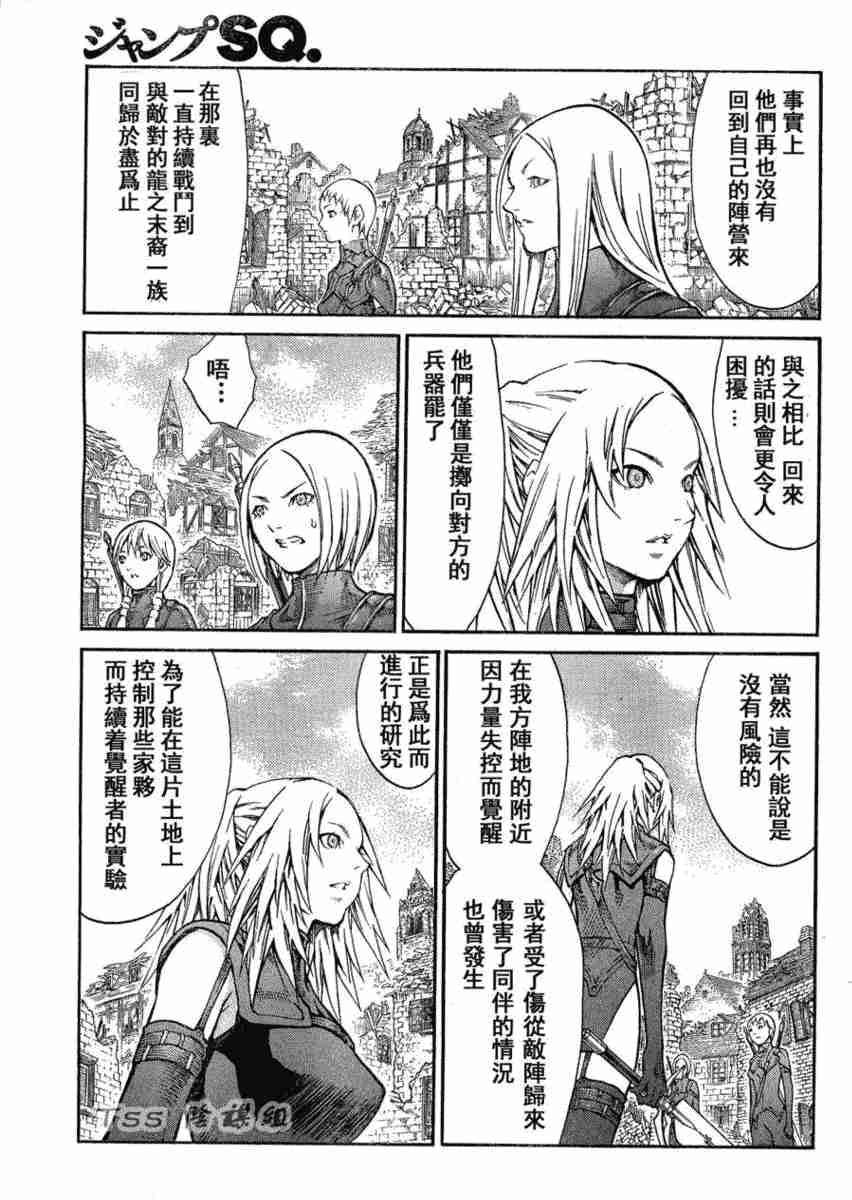 ジャンプSQ.
事實上
他們再也沒有
回到自己的陣營來
在那裏
一直持續戰鬥到
與敵對的龍之末裔一族
同歸於盡爲止
與之相比 回來
的話則會更令人
困擾…
他們僅僅是擲向對方的
兵器罷了
唔…
當然 這不能說是
沒有風險的
在我方陣地的附近
因力量失控而覺醒
或者受了傷從敵陣歸來
傷害了同伴的情況
也曾發生
正是爲此而
進行的研究
為了能在這片土地上
控制那些家夥
而持續着覺醒者的實驗
Tss 陰謀組